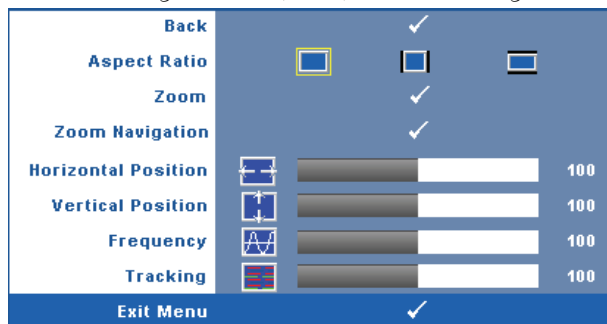 Back
Aspect Ratio
Zoom
Zoom Navigation
Horizontal Position 100
Vertical Position 100
Frequency 100
Tracking 100
Exit Menu